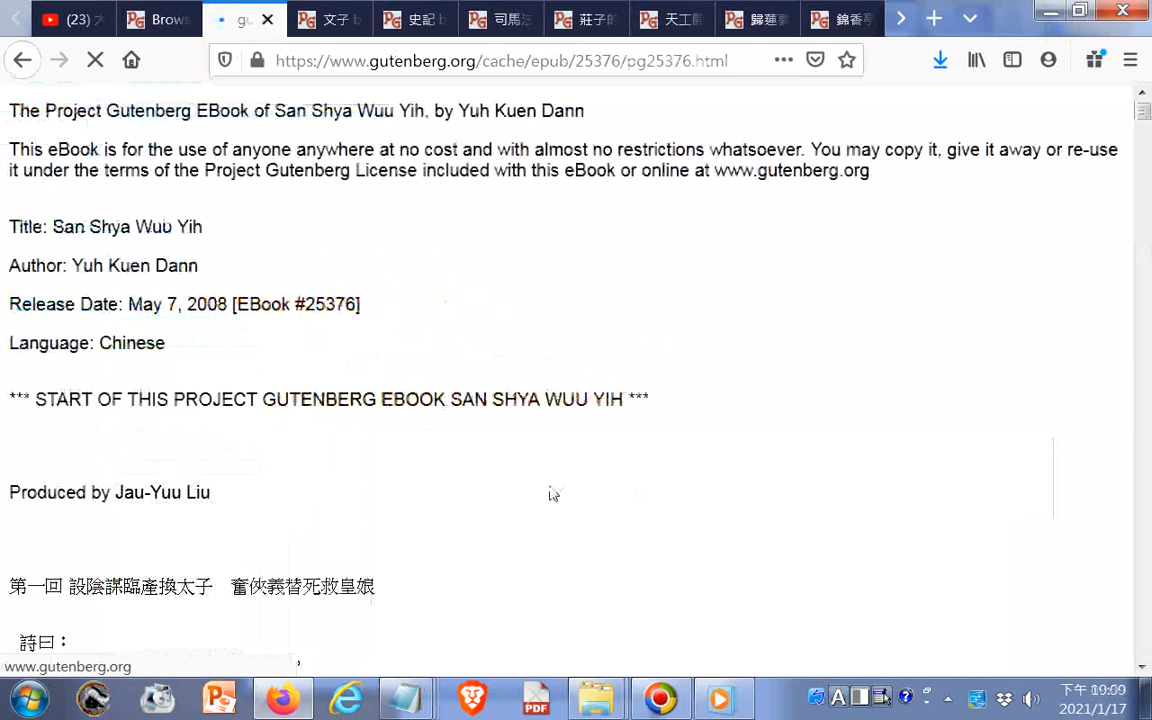 (23)
Brows
gu
文子
史記
司馬
莊子的
天工
歸蓮
錦香亭
https://www.gutenberg.org/cache/epub/25376/pg25376.html
The Project Gutenberg EBook of San Shya Wuu Yih, by Yuh Kuen Dann
This eBook is for the use of anyone anywhere at no cost and with almost no restrictions whatsoever. You may copy it, give it away or re-use
it under the terms of the Project Gutenberg License included with this eBook or online at www.gutenberg.org
Title: San Shya Wuu Yih
Author: Yuh Kuen Dann
Release Date: May 7, 2008 [EBook #25376]
Language: Chinese
*** START OF THIS PROJECT GUTENBERG EBOOK SAN SHYA WUU YIH ***
Produced by Jau-Yuu Liu
第一回 設陰謀臨產換太子　奮俠義替死救皇娘
詩曰：
www.gutenberg.org
PDF
A
下午 10:09
2021/1/17